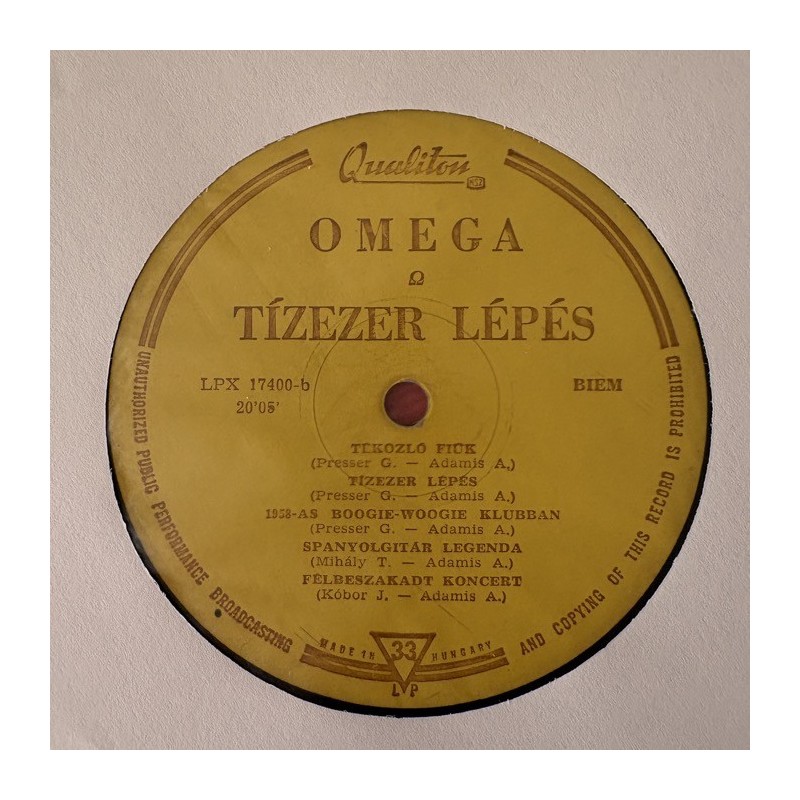 Qualiton
OMEGA
Ω
TÍZEZER LÉPÉS
LPX 17400-b
BIEM
20'05'
TÉKOZLÓ FIÚK
(Presser G. — Adamis A.)
TÍZEZER LÉPÉS
(Presser G. — Adamis A.)
1958-AS BOOGIE-WOOGIE KLUBBAN
(Presser G. — Adamis A.)
SPANYOLGITÁR LEGENDA
(Mihály T. — Adamis A.)
FÉLBESZAKADT KONCERT
(Kóbor J. — Adamis A.)
MADE IN 33 HUNGARY
LP
UNAUTHORIZED PUBLIC PERFORMANCE BROADCASTING
AND COPYING OF THIS RECORD IS PROHIBITED